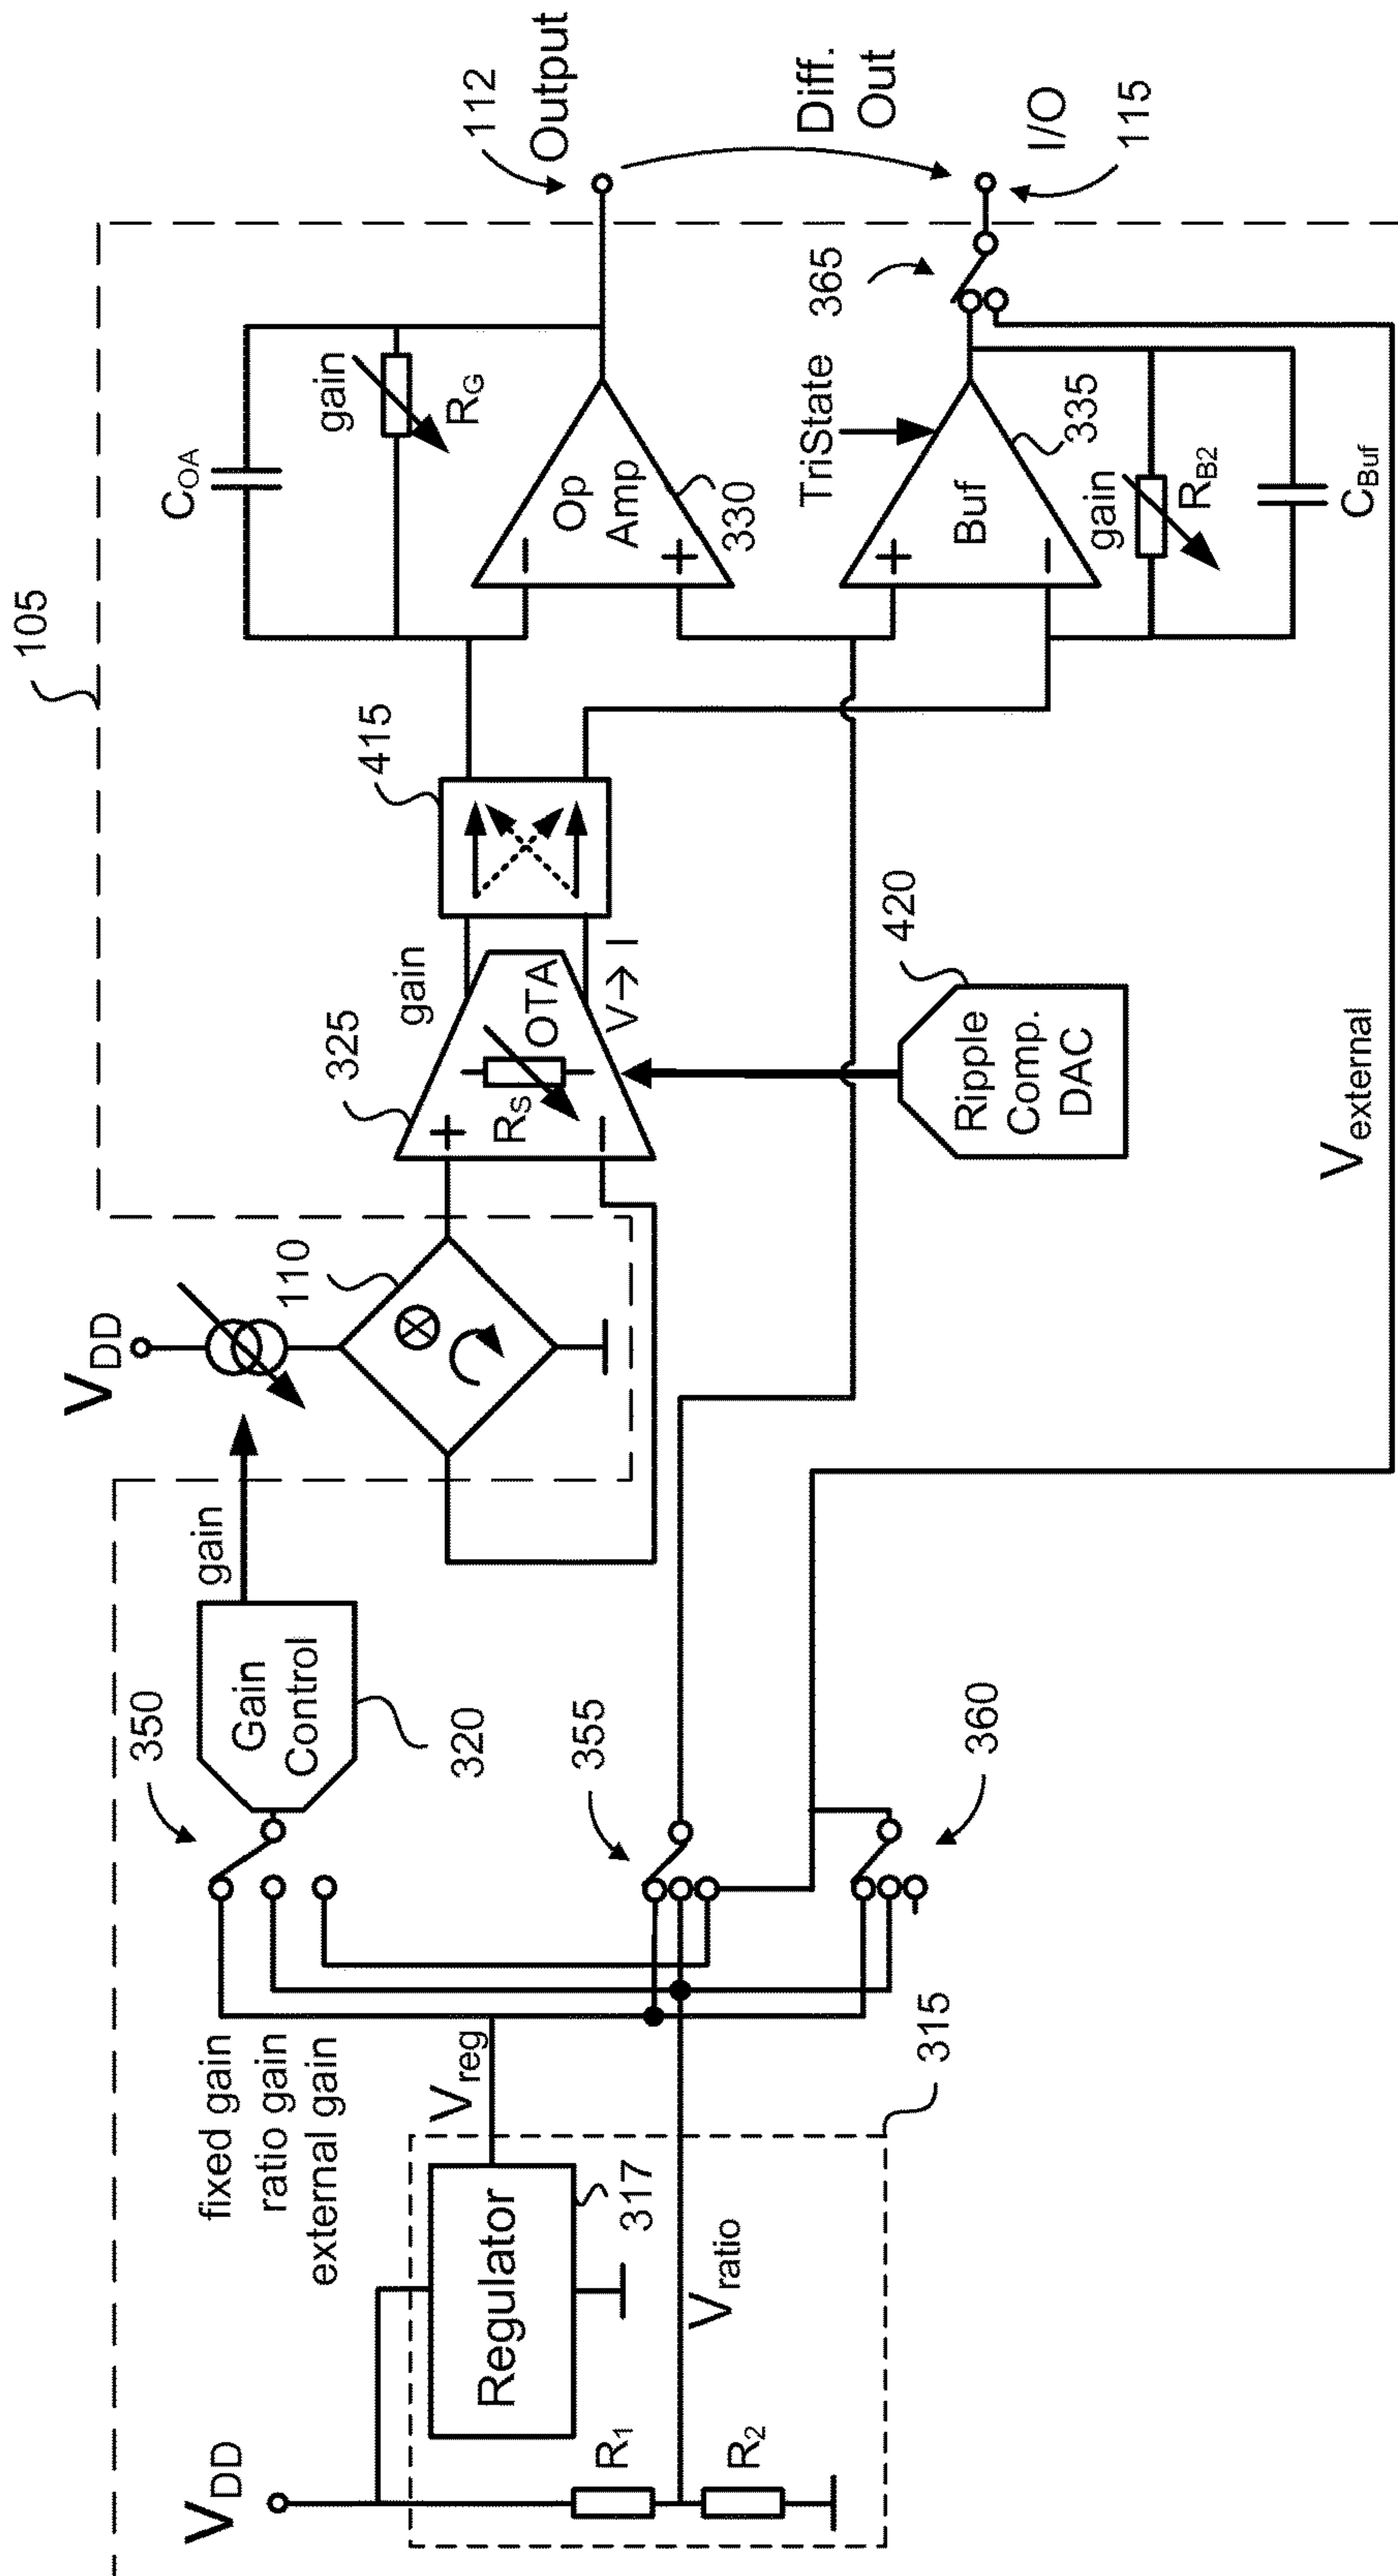 105
V_DD
R_1
R_2
Regulator
317
V_reg
V_ratio
315
fixed gain
ratio gain
external gain
350
Gain
Control
320
gain
355
360
V_DD
110
325
gain
R_S
OTA
V→I
415
Ripple
Comp.
DAC
420
C_OA
gain
R_G
Op
Amp
330
TriState
Buf
335
gain
R_B2
C_Buf
365
V_external
112
Output
Diff.
Out
I/O
115